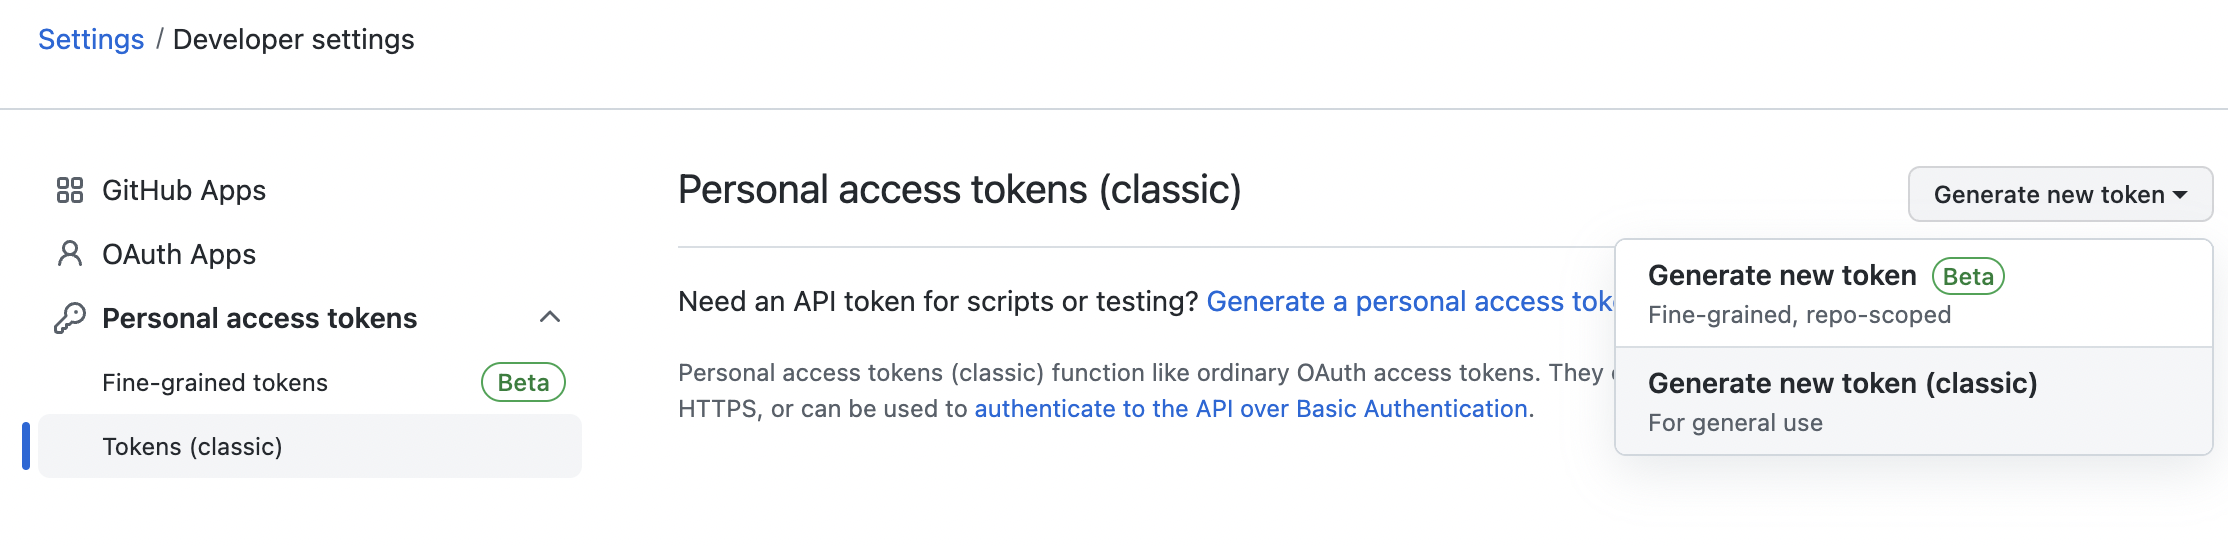 Settings / Developer settings
GitHub Apps
OAuth Apps
Personal access tokens
Fine-grained tokens Beta
Tokens (classic)
Personal access tokens (classic)
Generate new token
Need an API token for scripts or testing? Generate a personal access
Personal access tokens (classic) function like ordinary OAuth access tokens. They
HTTPS, or can be used to authenticate to the API over Basic Authentication.
Generate new token Beta
Fine-grained, repo-scoped
Generate new token (classic)
For general use